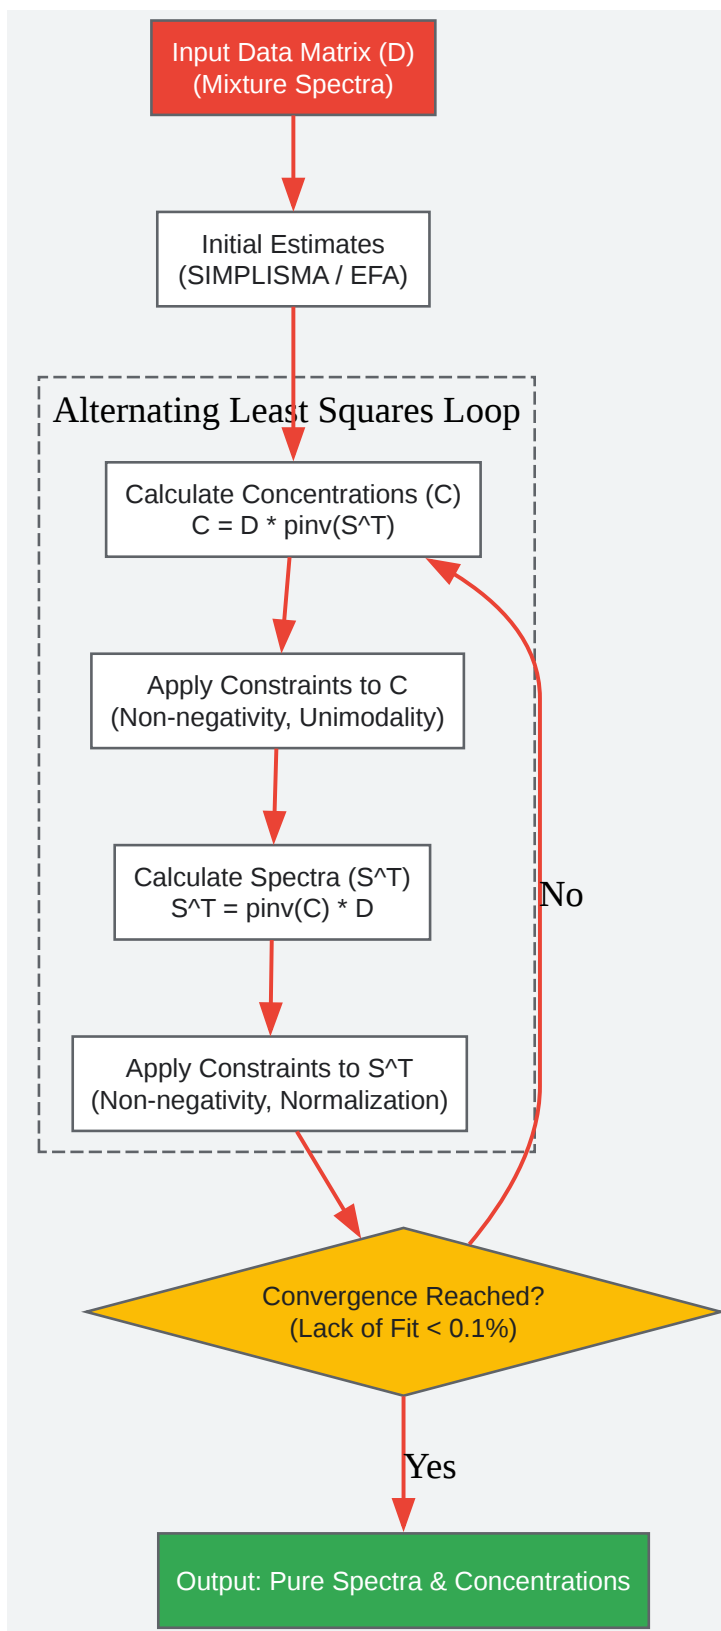 Input Data Matrix (D)
(Mixture Spectra)
Initial Estimates
(SIMPLISMA / EFA)
Alternating Least Squares Loop
Calculate Concentrations (C)
C = D * pinv(S^T)
Apply Constraints to C
(Non-negativity, Unimodality)
Calculate Spectra (S^T)
S^T = pinv(C) * D
No
Apply Constraints to S^T
(Non-negativity, Normalization)
Convergence Reached?
(Lack of Fit < 0.1%)
Yes
Output: Pure Spectra & Concentrations